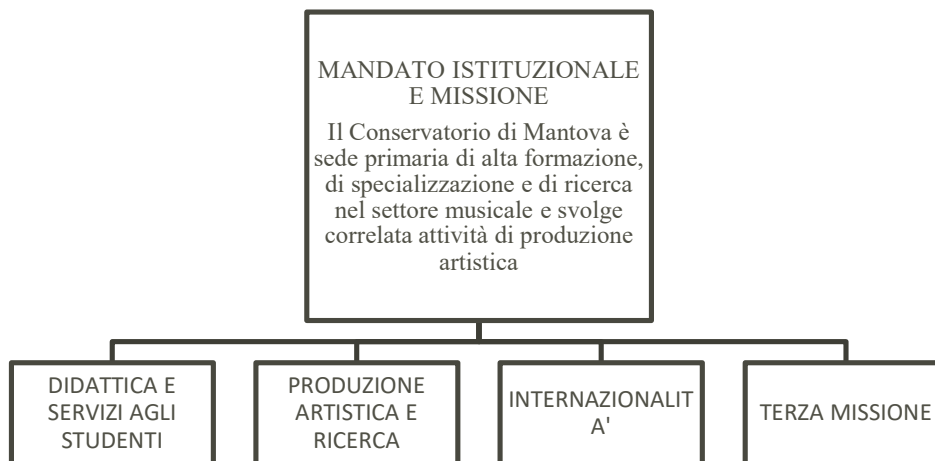 MANDATO ISTITUZIONALE
E MISSIONE
Il Conservatorio di Mantova è
sede primaria di alta formazione,
di specializzazione e di ricerca
nel settore musicale e svolge
correlata attività di produzione
artistica
DIDATTICA E
SERVIZI AGLI
STUDENTI
PRODUZIONE
ARTISTICA E
RICERCA
INTERNAZIONALIT
A'
TERZA MISSIONE